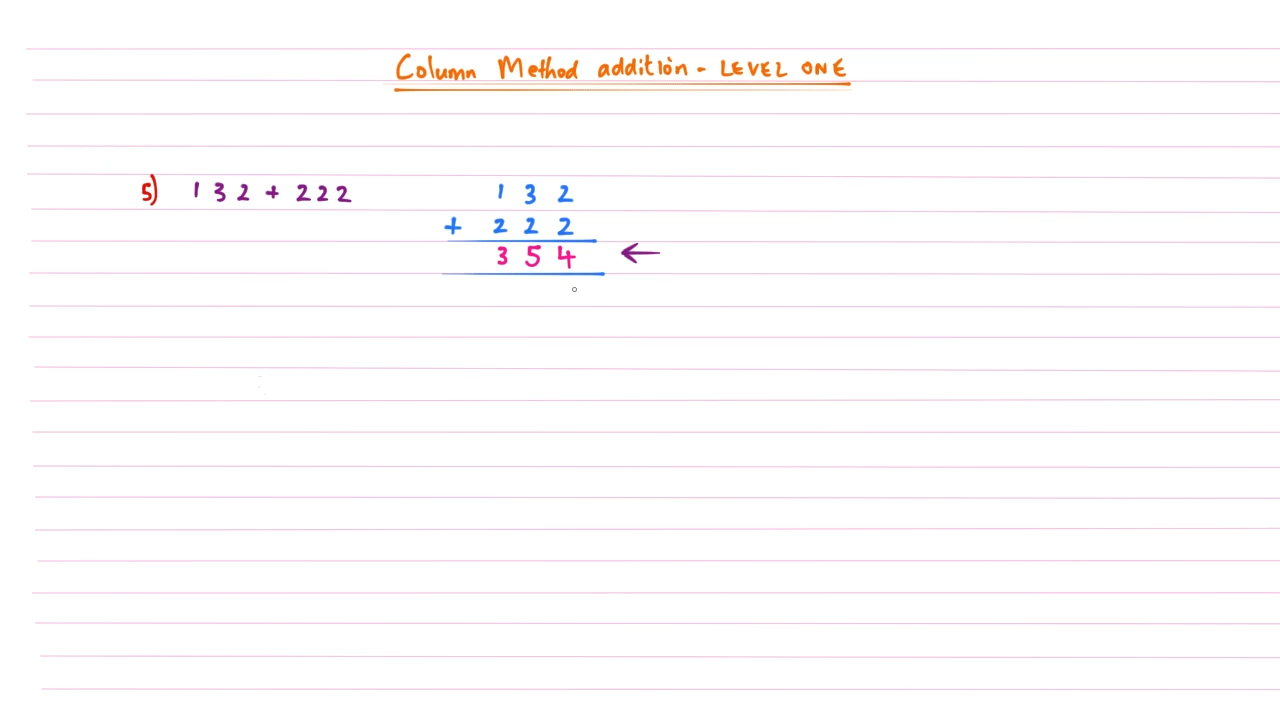 Column Method addition - LEVEL ONE
5) 132 + 222
132
+ 222
354 ←